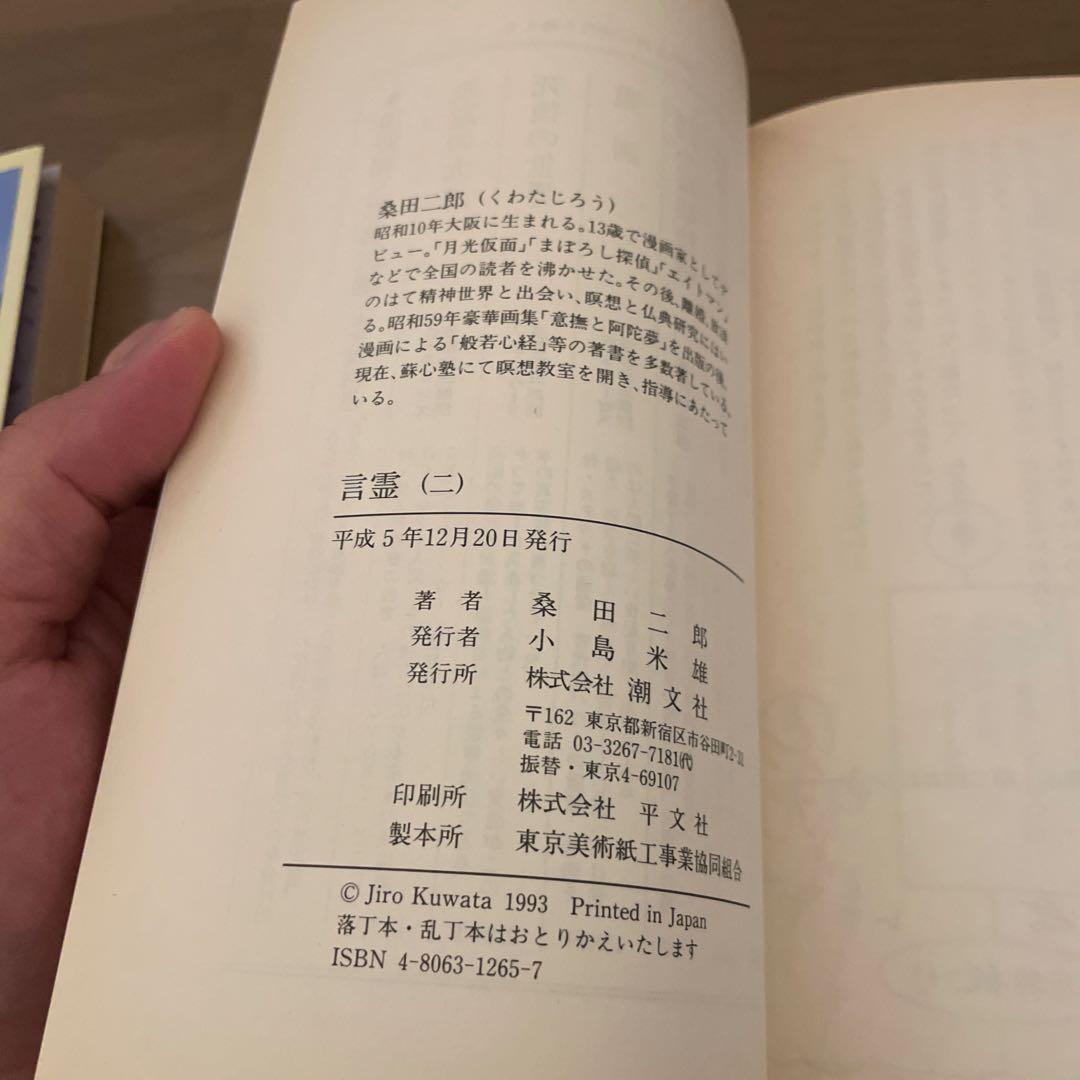 桑田二郎（くわたじろう）
昭和10年大阪に生まれる。13歳で漫画家としてデ
ビュー。「月光仮面」「まぼろし探偵」「エイトマン」
などで全国の読者を沸かせた。その後、離婚、
のはて精神世界と出会い、瞑想と仏典研究にはい
る。昭和59年豪華画集「意撫と阿陀夢」を出版の後、
漫画による「般若心経」等の著書を多数著している。
現在、蘇心塾にて瞑想教室を開き、指導にあたって
いる。
言霊（二）
平成5年12月20日発行
著者 桑田二郎
発行者 小島米雄
発行所 株式会社 潮文社
〒162 東京都新宿区市谷田町2-31
電話 03-3267-7181㈹
振替・東京4-69107
印刷所 株式会社 平文社
製本所 東京美術紙工事業協同組合
© Jiro Kuwata 1993 Printed in Japan
落丁本・乱丁本はおとりかえいたします
ISBN 4-8063-1265-7